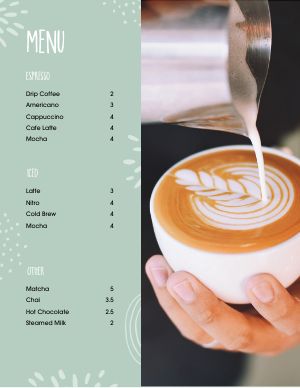 MENU
ESPRESSO
Drip Coffee 2
Americano 3
Cappuccino 4
Cafe Latte 4
Mocha 4
ICED
Latte 3
Nitro 4
Cold Brew 4
Mocha 4
OTHER
Matcha 5
Chai 3.5
Hot Chocolate 2.5
Steamed Milk 2